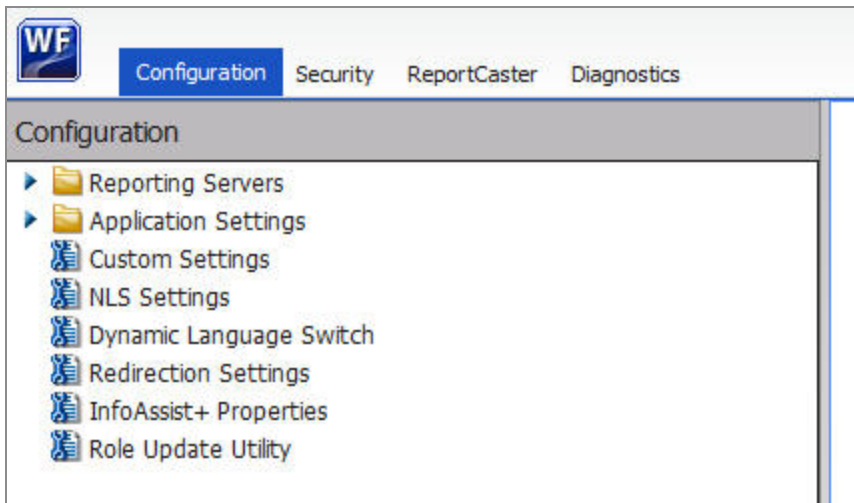 WF
Configuration Security ReportCaster Diagnostics
Configuration
Reporting Servers
Application Settings
Custom Settings
NLS Settings
Dynamic Language Switch
Redirection Settings
InfoAssist+ Properties
Role Update Utility